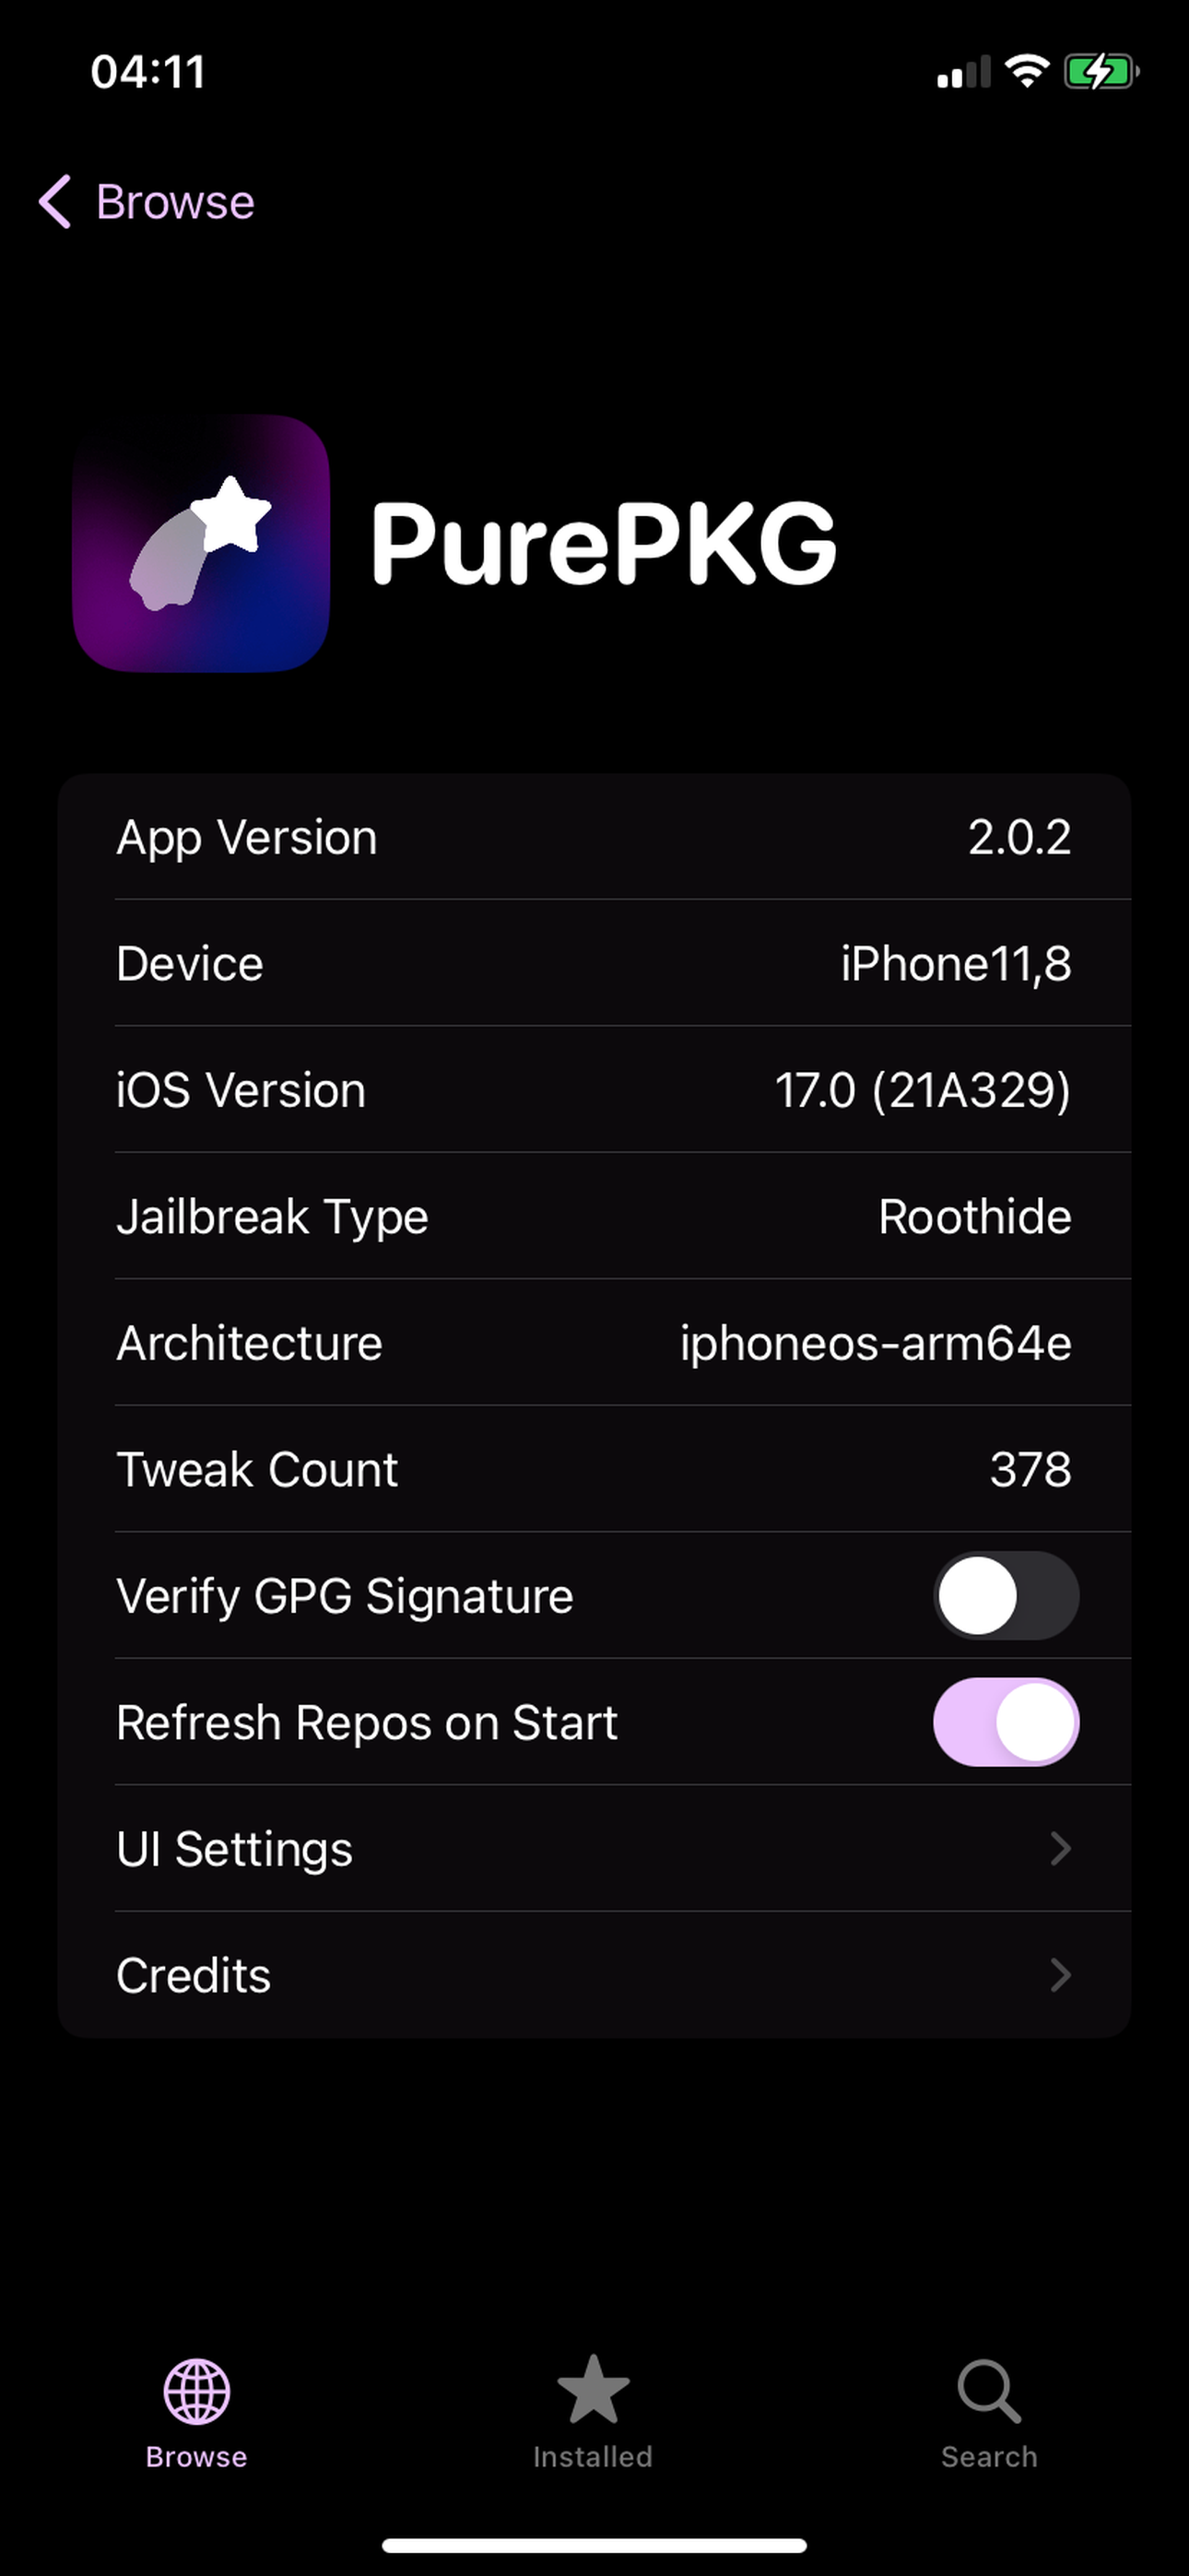 04:11
Browse
PurePKG
App Version 2.0.2
Device iPhone11,8
iOS Version 17.0 (21A329)
Jailbreak Type Roothide
Architecture iphoneos-arm64e
Tweak Count 378
Verify GPG Signature
Refresh Repos on Start
UI Settings
Credits
Browse Installed Search